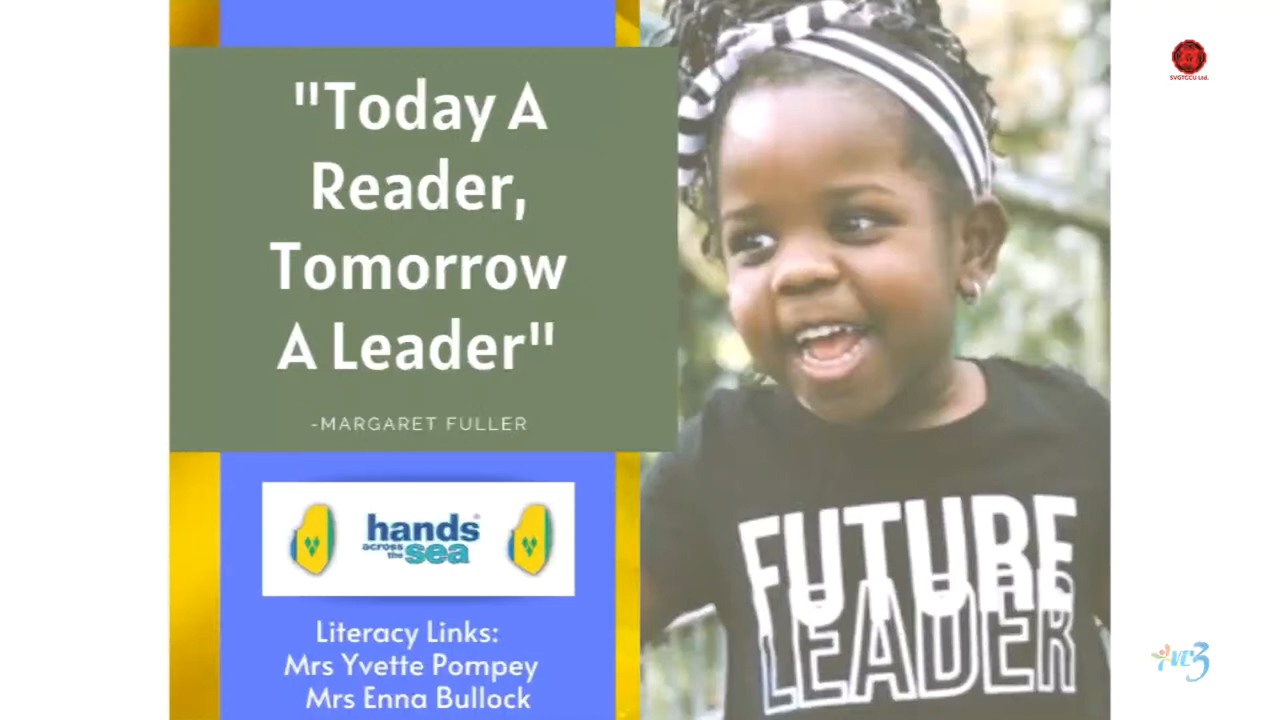 "Today A
Reader,
Tomorrow
A Leader"
-MARGARET FULLER
hands
across
the sea
Literacy Links:
Mrs Yvette Pompey
Mrs Enna Bullock
FUTURE
LEADER
SVGTCCU Ltd.
IVC3